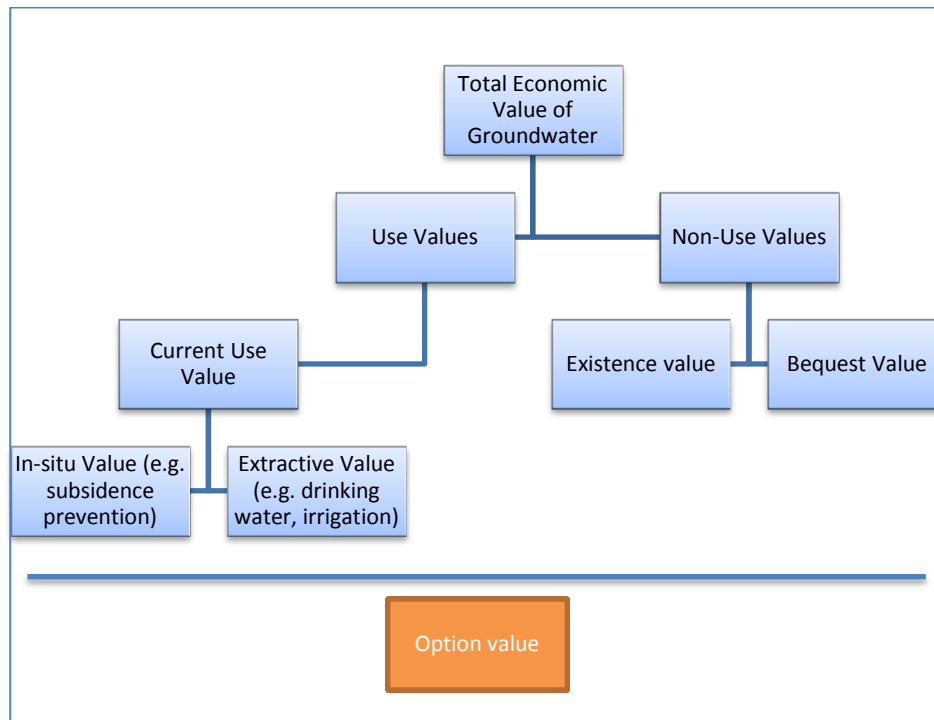 Total Economic
Value of
Groundwater
Use Values
Non-Use Values
Current Use
Value
Existence value
Bequest Value
In-situ Value (e.g.
subsidence
prevention)
Extractive Value
(e.g. drinking
water, irrigation)
Option value